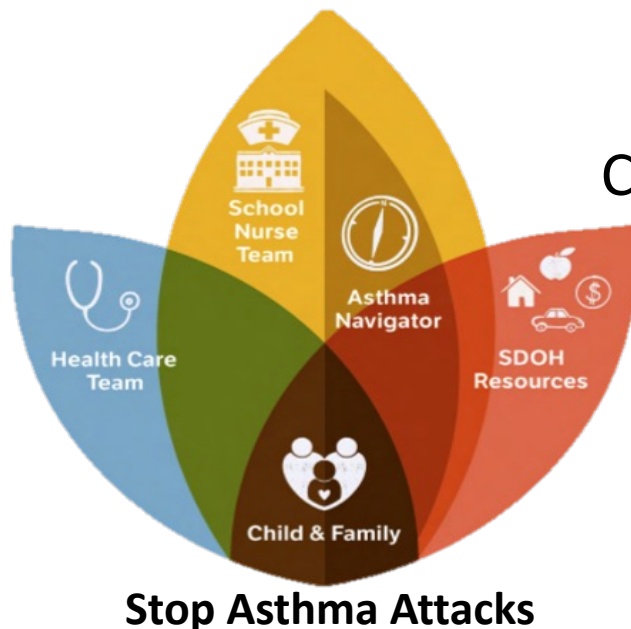 School
Nurse
Team
C
Asthma
Navigator
Health Care
Team
SDOH
Resources
$
Child & Family
Stop Asthma Attacks